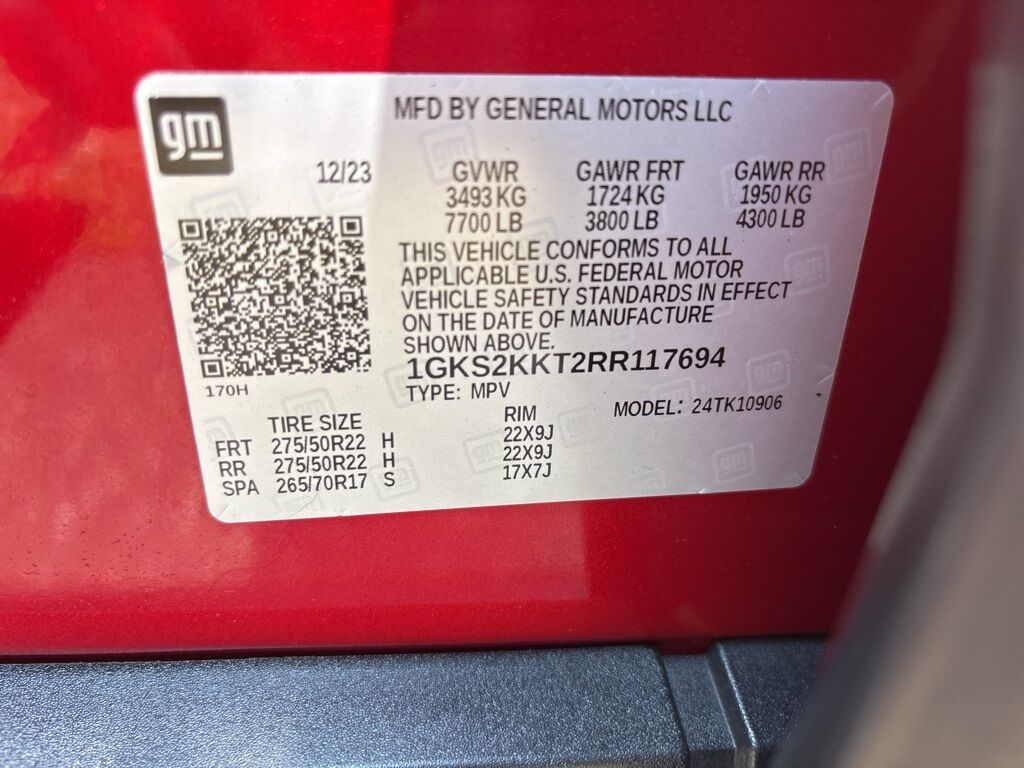 gm
MFD BY GENERAL MOTORS LLC
12/23
GVWR GAWR FRT GAWR RR
3493 KG 1724 KG 1950 KG
7700 LB 3800 LB 4300 LB
THIS VEHICLE CONFORMS TO ALL
APPLICABLE U.S. FEDERAL MOTOR
VEHICLE SAFETY STANDARDS IN EFFECT
ON THE DATE OF MANUFACTURE
SHOWN ABOVE.
1GKS2KKT2RR117694
TYPE: MPV
MODEL: 24TK10906
170H
TIRE SIZE RIM
FRT 275/50R22 H 22X9J
RR 275/50R22 H 22X9J
SPA 265/70R17 S 17X7J